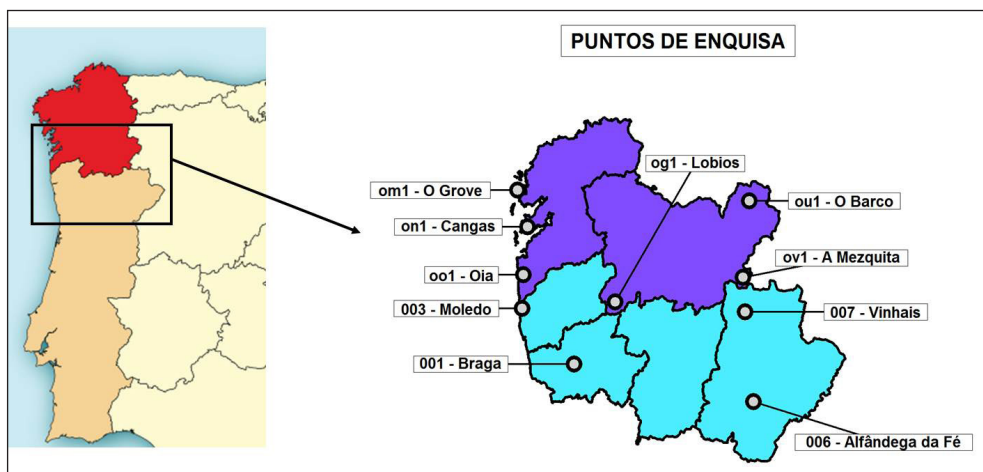 PUNTOS DE ENQUISA
og1 - Lobios
om1 - O Grove
ou1 - O Barco
on1 - Cangas
ov1 - A Mezquita
oo1 - Oia
003 - Moledo
007 - Vinhais
001 - Braga
006 - Alfândega da Fé